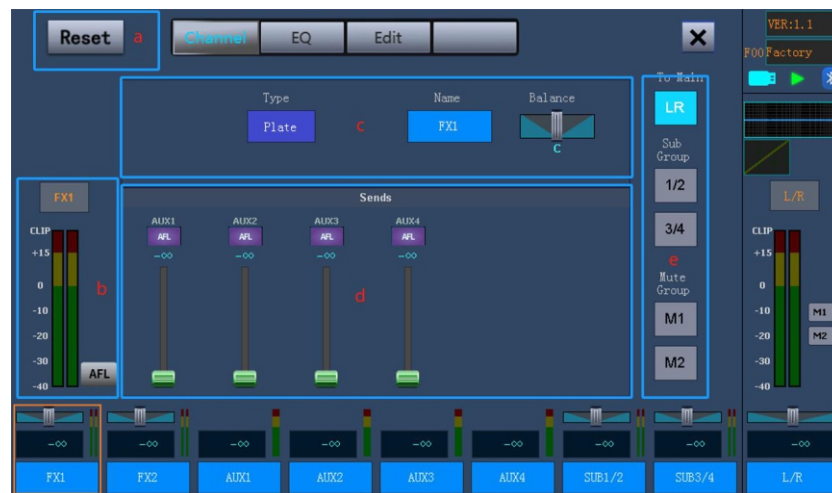 Reset a Channel EQ Edit
VER:1.1
F00Factory
To Main
Type Name Balance
Plate c FX1 C
LR
Sub
Group
1/2
3/4
e
Mute
Group
M1
M2
FX1
CLIP
+15
0
-10
-20
-30
-40
b
AFL
Sends
AUX1 AUX2 AUX3 AUX4
AFL AFL AFL AFL
-∞ -∞ -∞ -∞
d
L/R
CLIP
+15
0
-10 M1
-20 M2
-30
-40
-∞ -∞ -∞ -∞ -∞ -∞ -∞ -∞ -∞
FX1 FX2 AUX1 AUX2 AUX3 AUX4 SUB1/2 SUB3/4 L/R